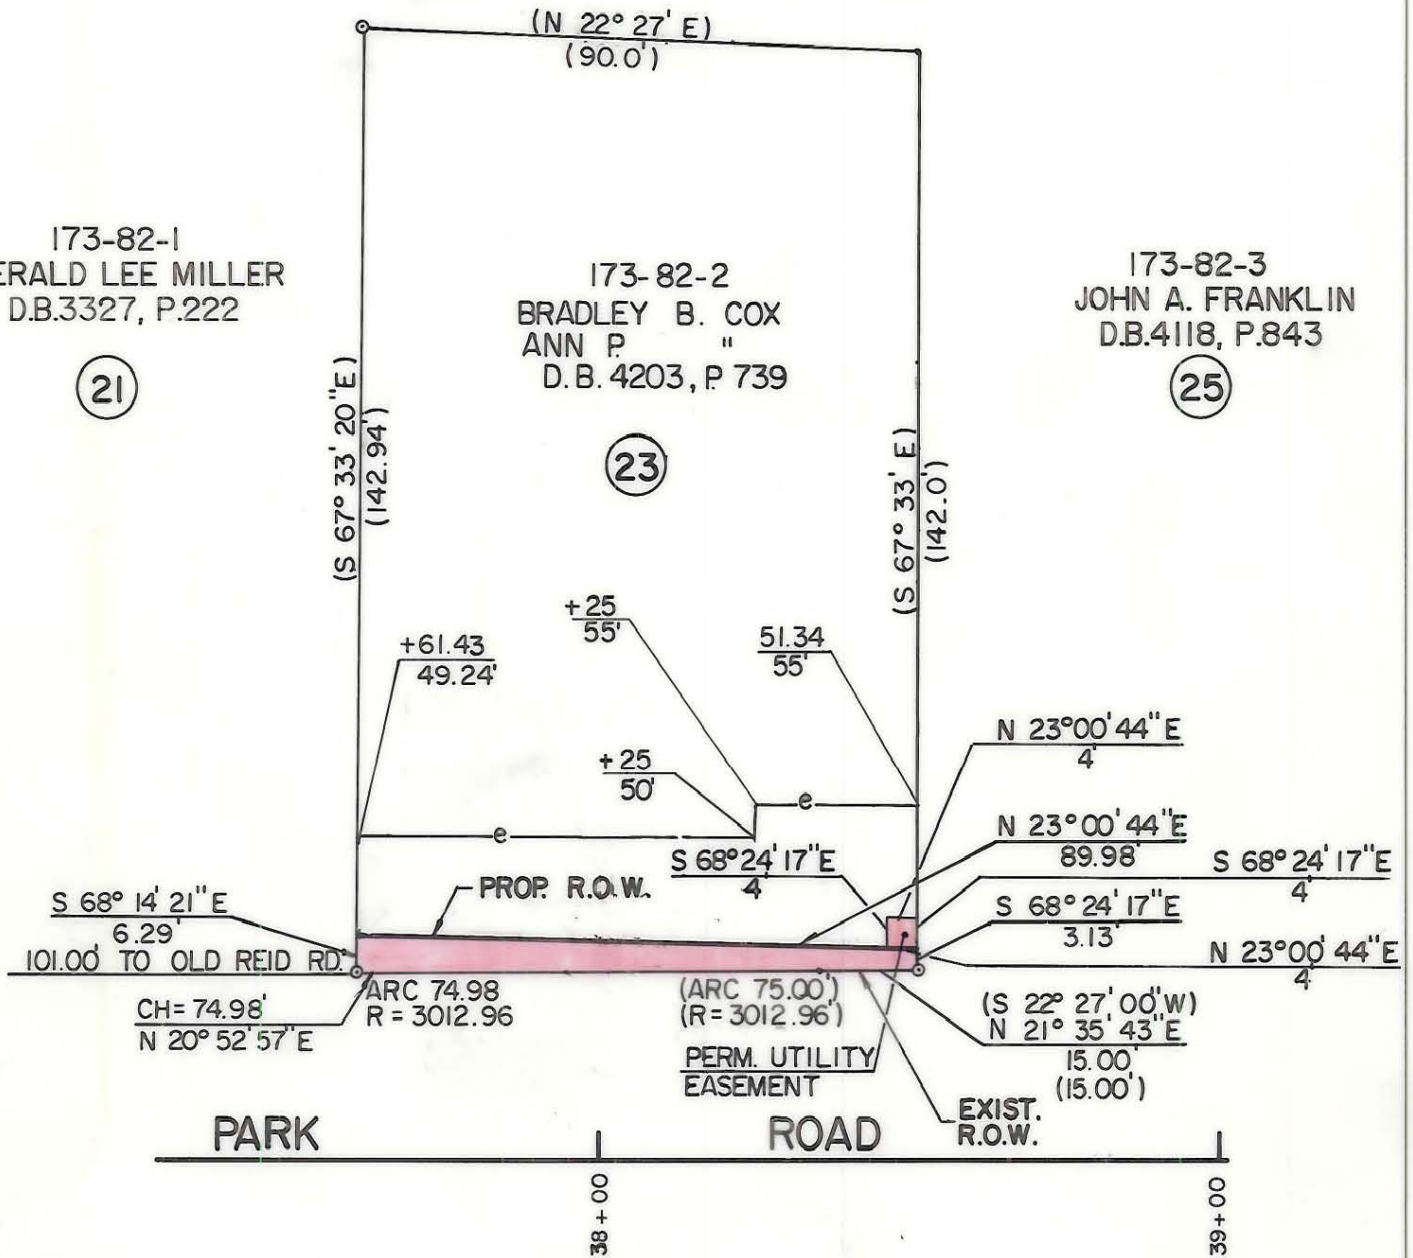 (N 22° 27' E)
(90.0')
173-82-1
ERALD LEE MILLER
D.B.3327, P.222
21
173-82-2
BRADLEY B. COX
ANN P. "
D.B. 4203, P 739
23
173-82-3
JOHN A. FRANKLIN
D.B.4118, P.843
25
(S 67° 33' 20"E)
(142.94')
(S 67° 33' E)
(142.0')
+61.43
49.24'
+25
55'
51.34
55'
+25
50'
e
e
N 23°00'44"E
4'
N 23°00'44"E
89.98'
S 68°24'17"E
4'
S 68°24'17"E
4'
PROP. R.O.W.
S 68° 14' 21"E
6.29'
S 68° 24' 17"E
3.13'
101.00' TO OLD REID RD.
N 23°00' 44"E
4'
CH= 74.98'
N 20° 52' 57"E
ARC 74.98
R = 3012.96
(ARC 75.00')
(R= 3012.96')
(S 22° 27' 00"W)
N 21° 35' 43"E
15.00'
(15.00')
PERM. UTILITY
EASEMENT
EXIST.
R.O.W.
PARK ROAD
38+00
39+00